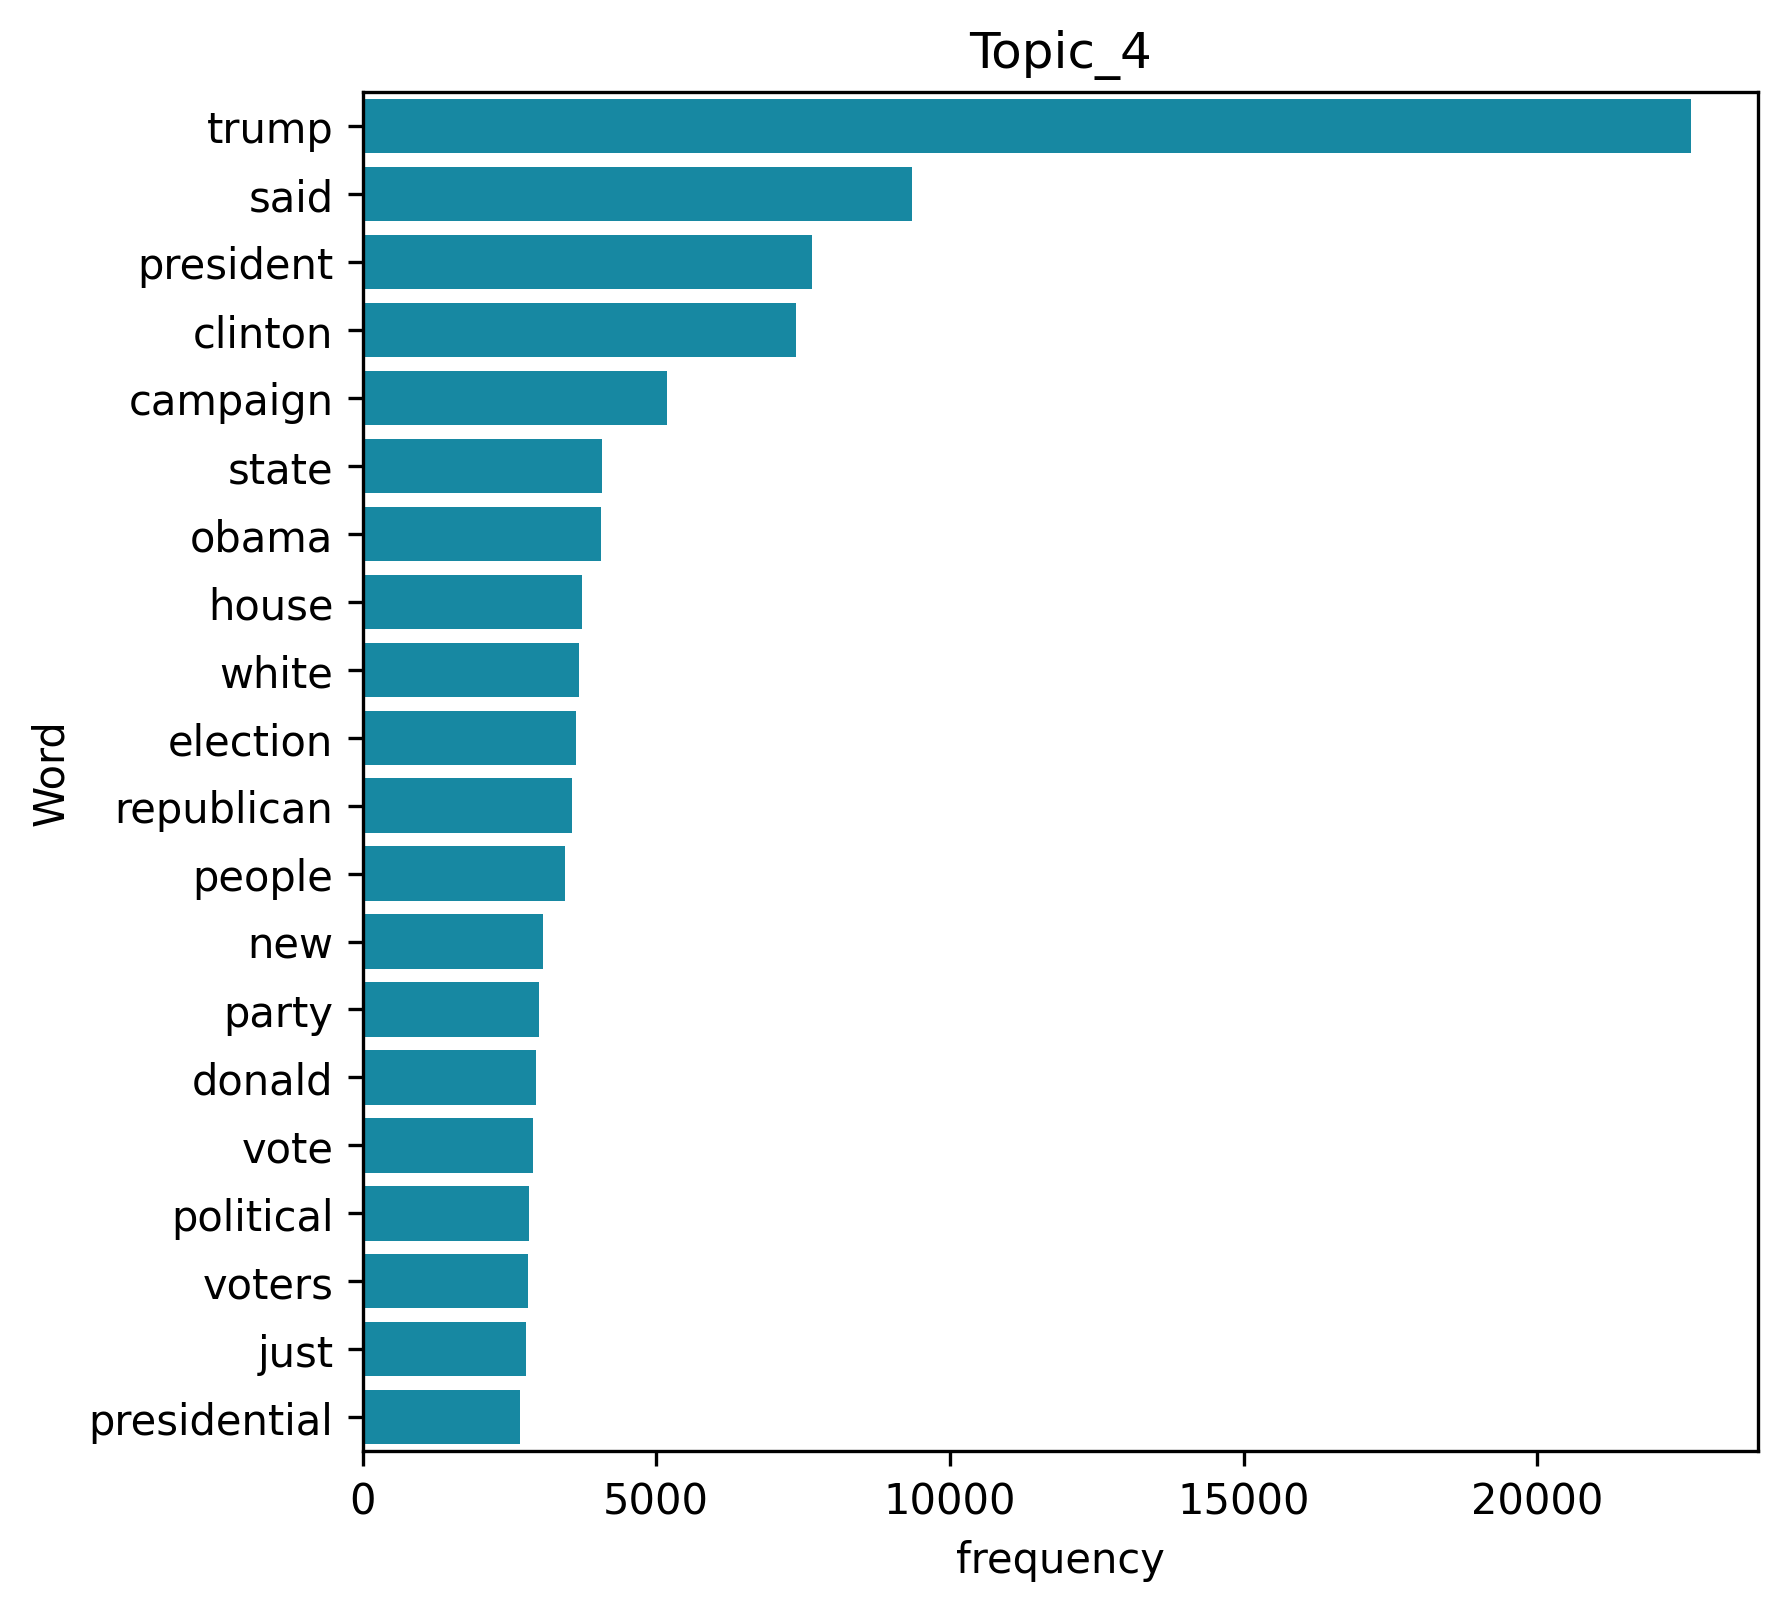 Topic_4
trump
said
president
clinton
campaign
state
obama
house
white
election
republican
people
new
party
donald
vote
political
voters
just
presidential
Word
0 5000 10000 15000 20000
frequency